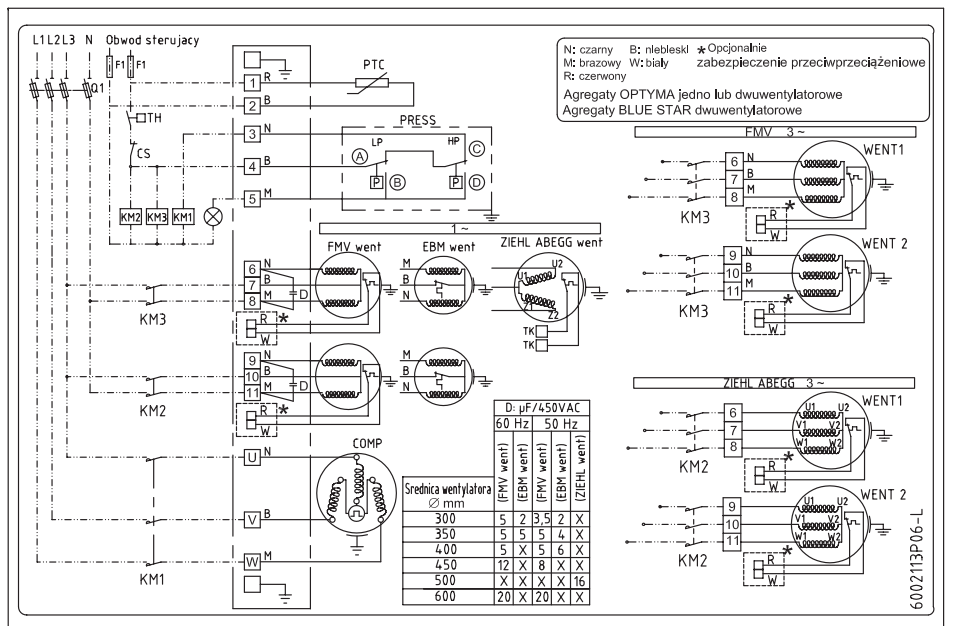 L1 L2 L3 N Obwod sterujacy
F1 F1
Q1
TH
CS
KM2 KM3 KM1
1 R
2 B
3 N
4 B
5 M
PTC
PRESS
LP HP
A B C D
P P
N: czarny B: nlebleskl * Opcjonalnie
M: brazowy W: biały zabezpieczenie przeciwprzeciążeniowe
R: czerwony
Agregaty OPTYMA jedno lub dwuwentylatorowe
Agregaty BLUE STAR dwuwentylatorowe
1 ~
FMV went EBM went ZIEHL ABEGG went
6 N
7 B
8 M
D
R *
W
M
B
N
U1 U2
Z1
Z2
TK
TK
KM3
9 N
10 B
11 M
D
R *
W
M
B
N
KM2
U N
V B
W M
COMP
KM1
D: µF/450VAC
60 Hz 50 Hz
Srednica wentylatora
Ø mm
(FMV went) (EBM went) (FMV went) (EBM went) (ZIEHL went)
300 5 2 3,5 2 X
350 5 5 5 4 X
400 5 X 5 6 X
450 12 X 8 X X
500 X X X X 16
600 20 X 20 X X
FMV 3 ~
WENT1
6 N
7 B
8 M
KM3
*
R
W
WENT 2
9 N
10 B
11 M
KM3
*
R
W
ZIEHL ABEGG 3 ~
WENT1
6 U1 U2
7 V1 V2
8 W1 W2
KM2
*
R
W
WENT 2
9 U1 U2
10 V1 V2
11 W1 W2
KM2
*
R
W
6002113P06-L